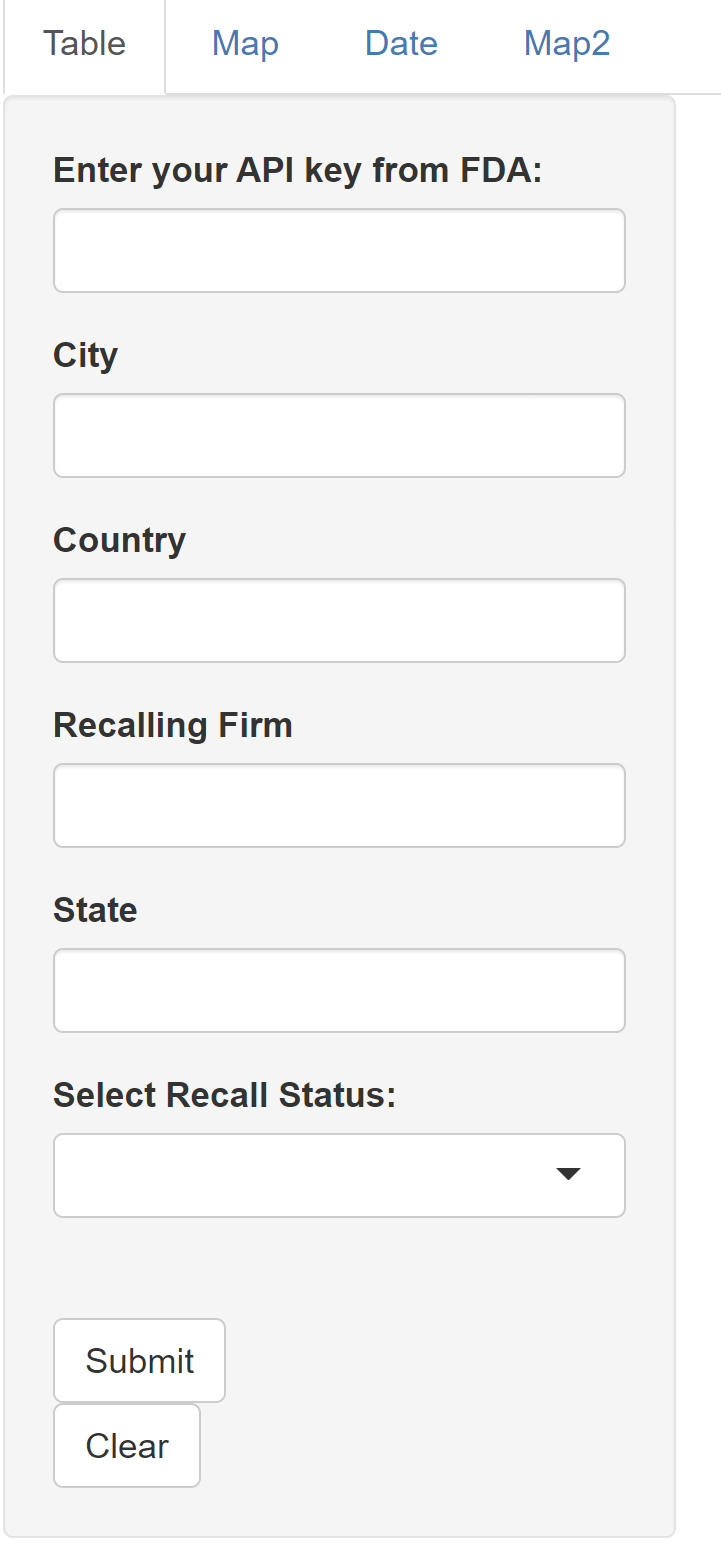 Table Map Date Map2
Enter your API key from FDA:
City
Country
Recalling Firm
State
Select Recall Status:
Submit
Clear